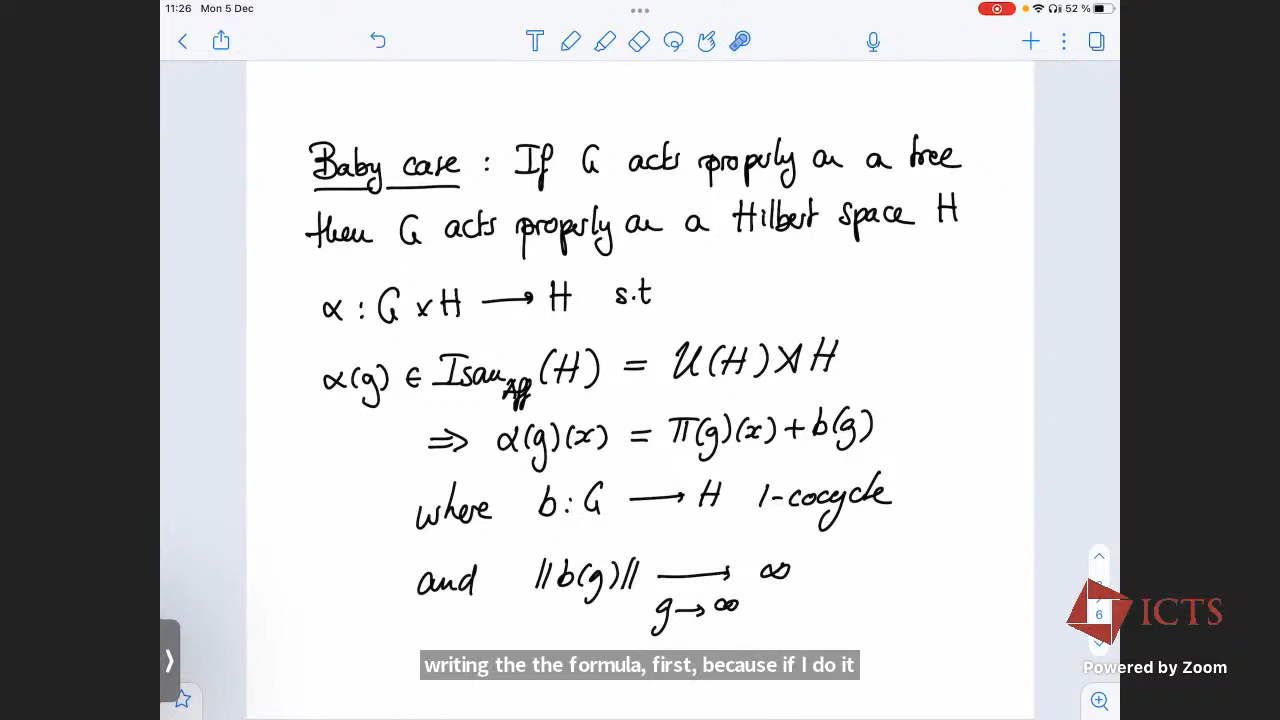 11:26 Mon 5 Dec
52 %
Baby case : If G acts properly on a tree
then G acts properly on a Hilbert space H
α : G x H ⟶ H s.t
α(g) ∈ Isom_Aff (H) = U(H) ⋊ H
⇒ α(g)(x) = π(g)(x) + b(g)
where b : G ⟶ H 1-cocycle
and ||b(g)|| ⟶ ∞
g→∞
6
ICTS
Powered by Zoom
writing the the formula, first, because if I do it